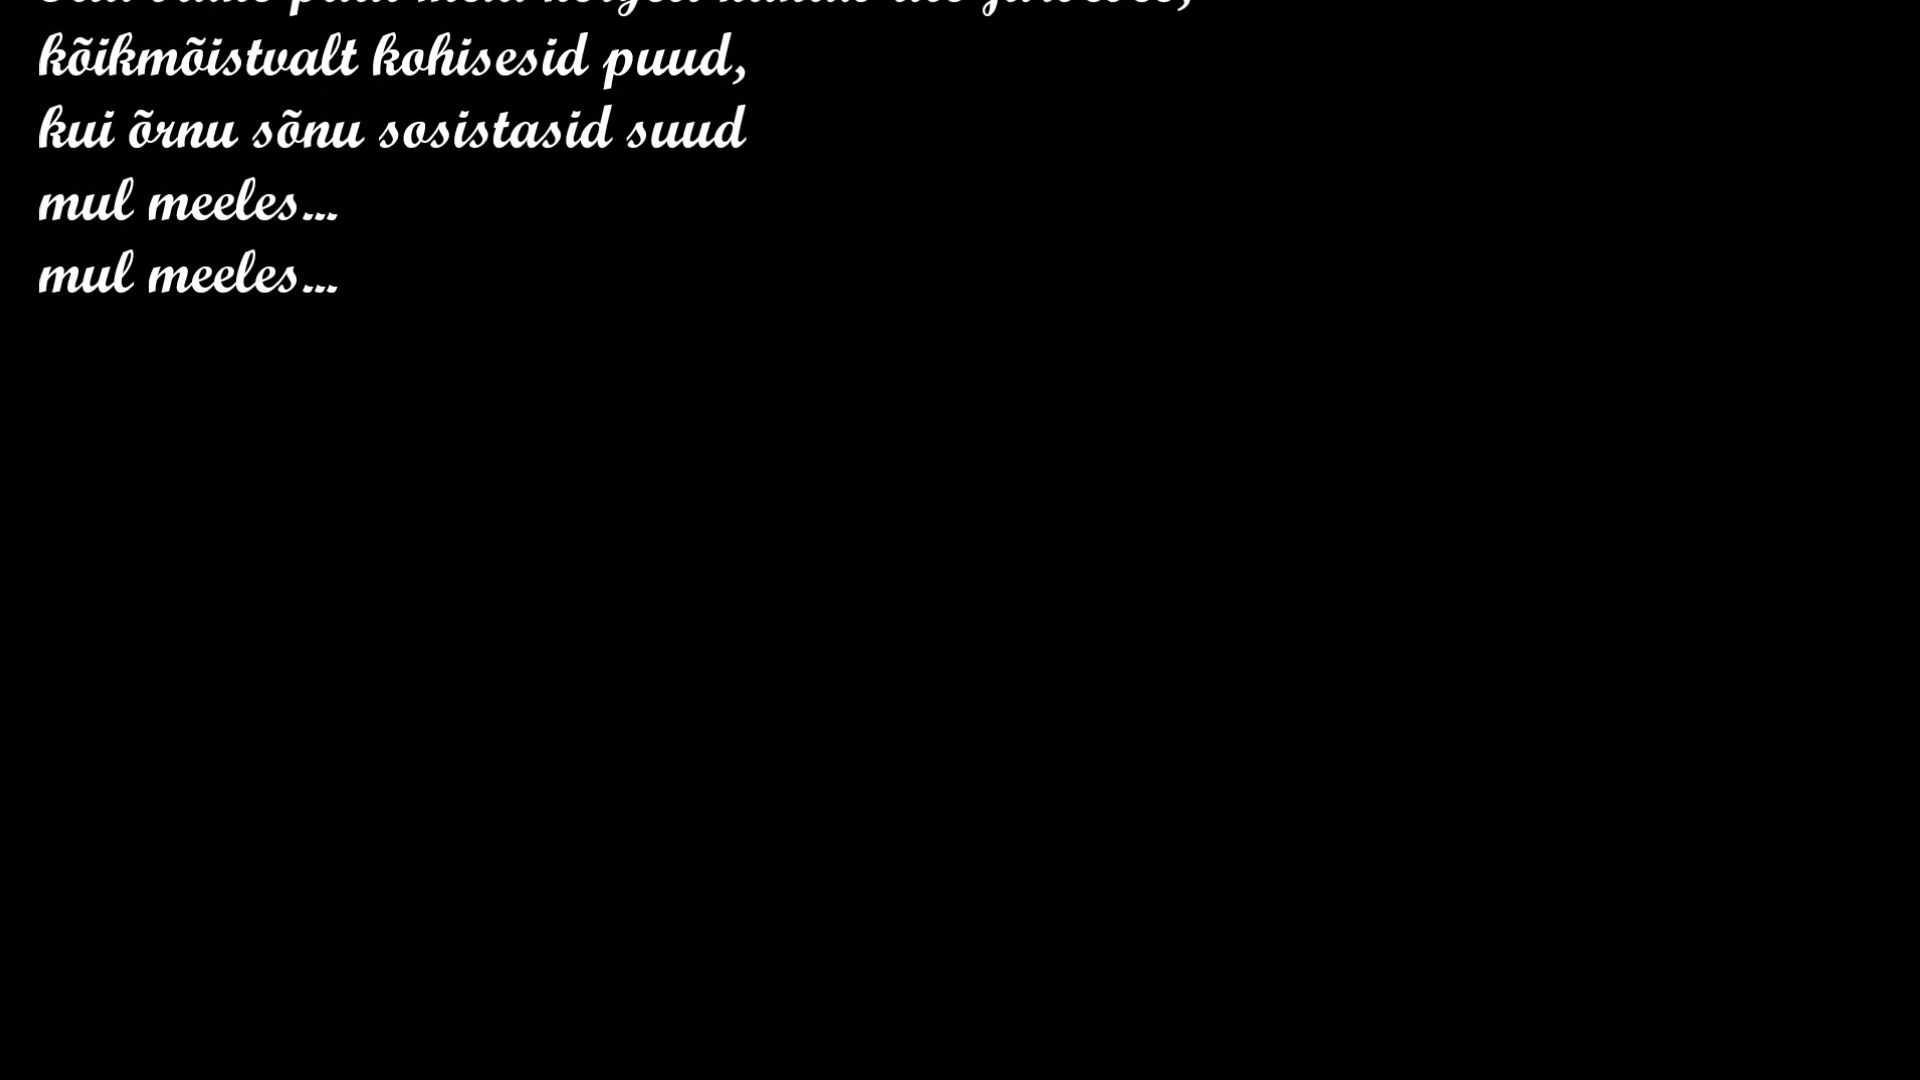 kõikmõistvalt kohisesid puud,
kui õrnu sõnu sosistasid suud
mul meeles...
mul meeles...